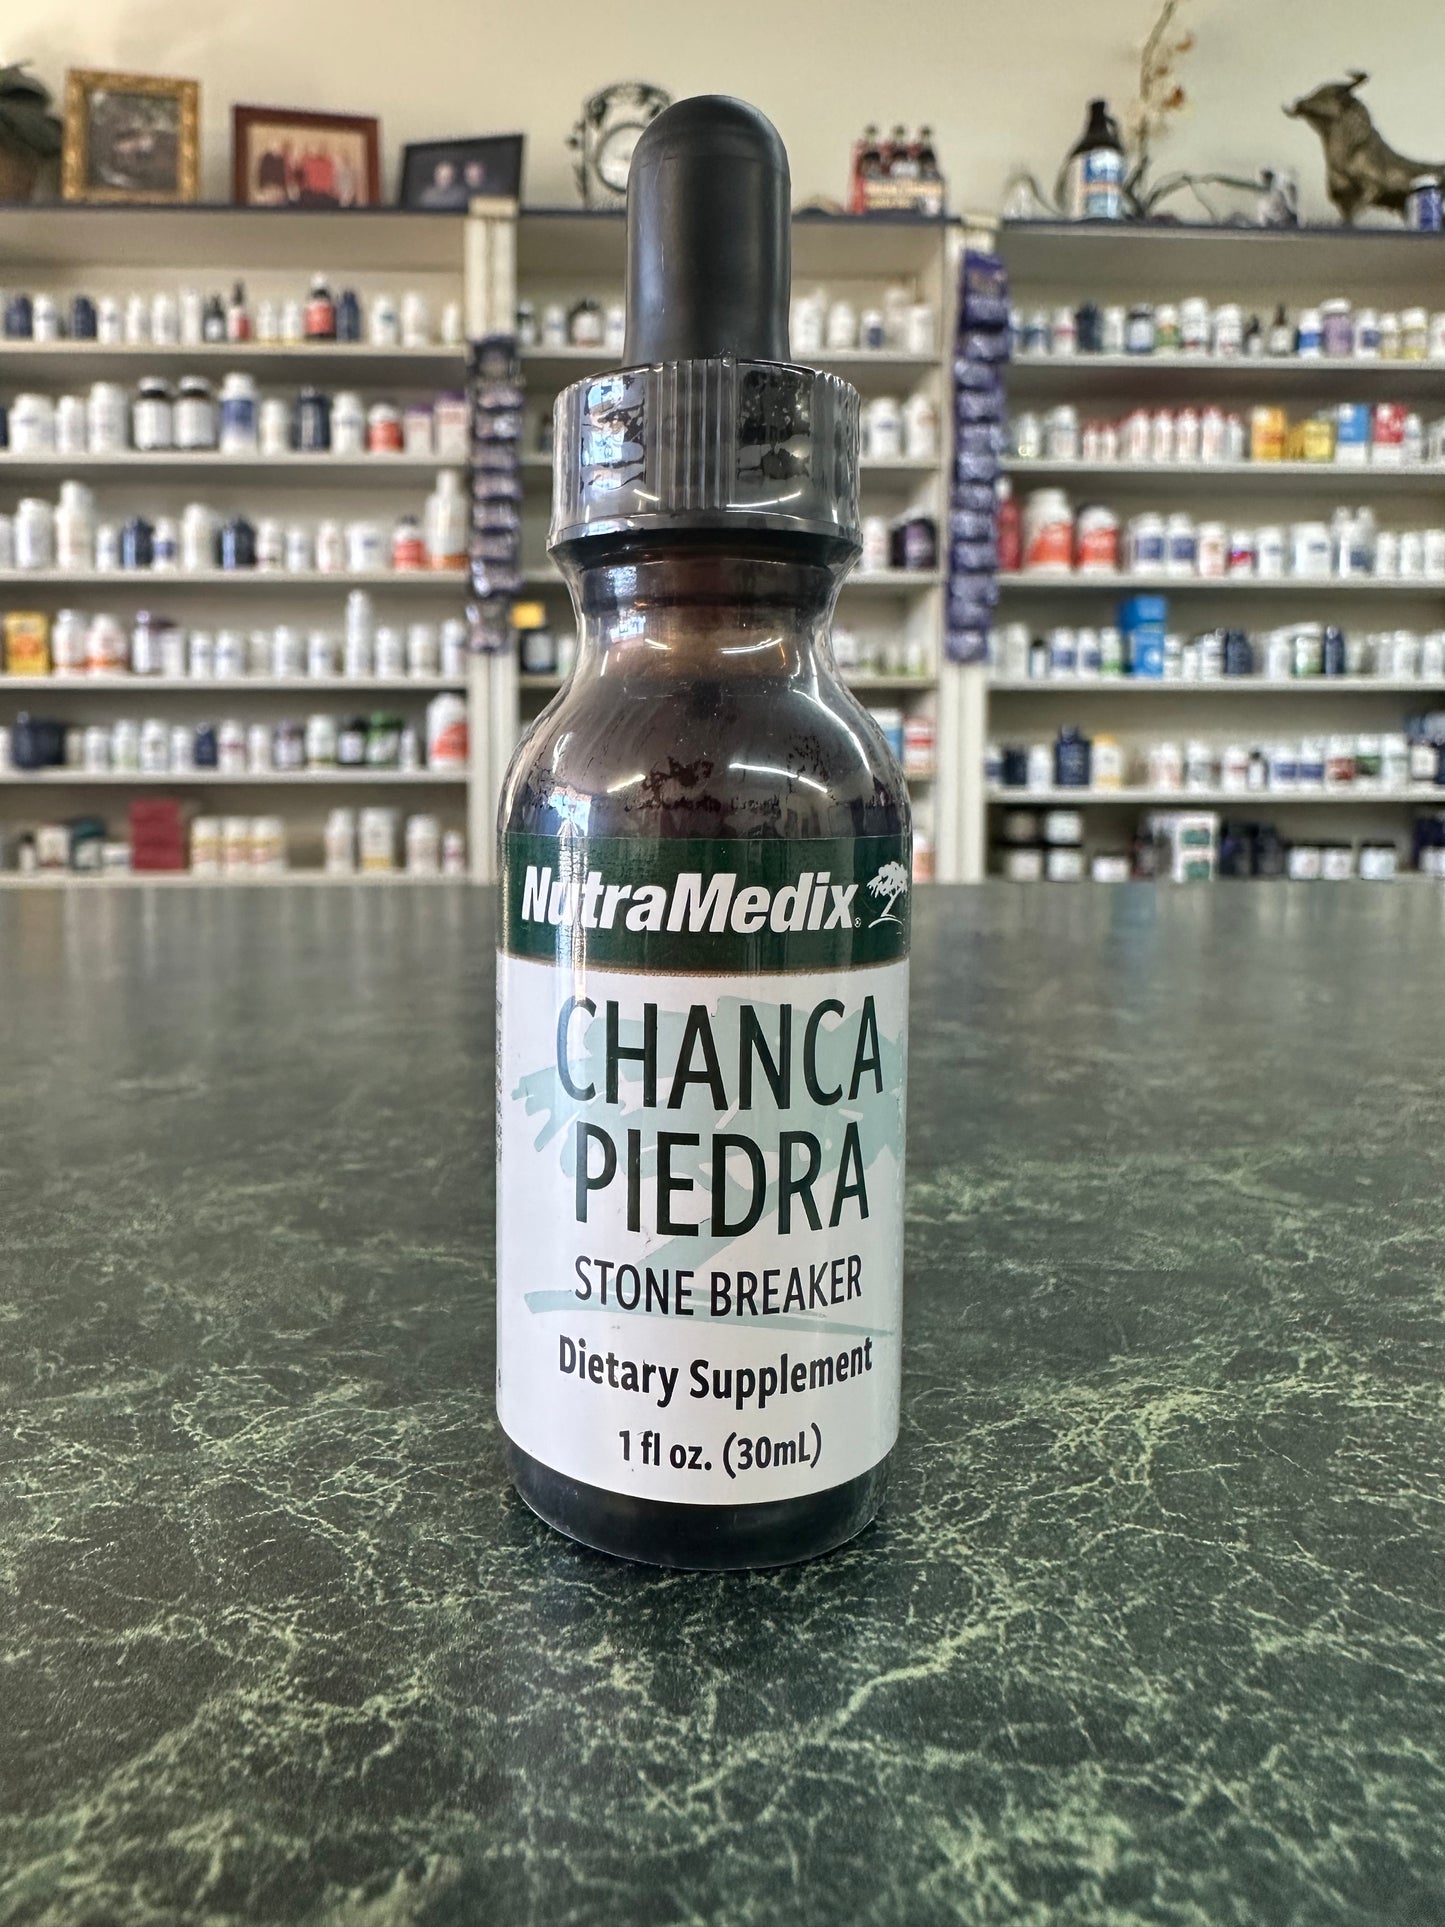 NutraMedix®
CHANCA
PIEDRA
STONE BREAKER
Dietary Supplement
1 fl oz. (30mL)